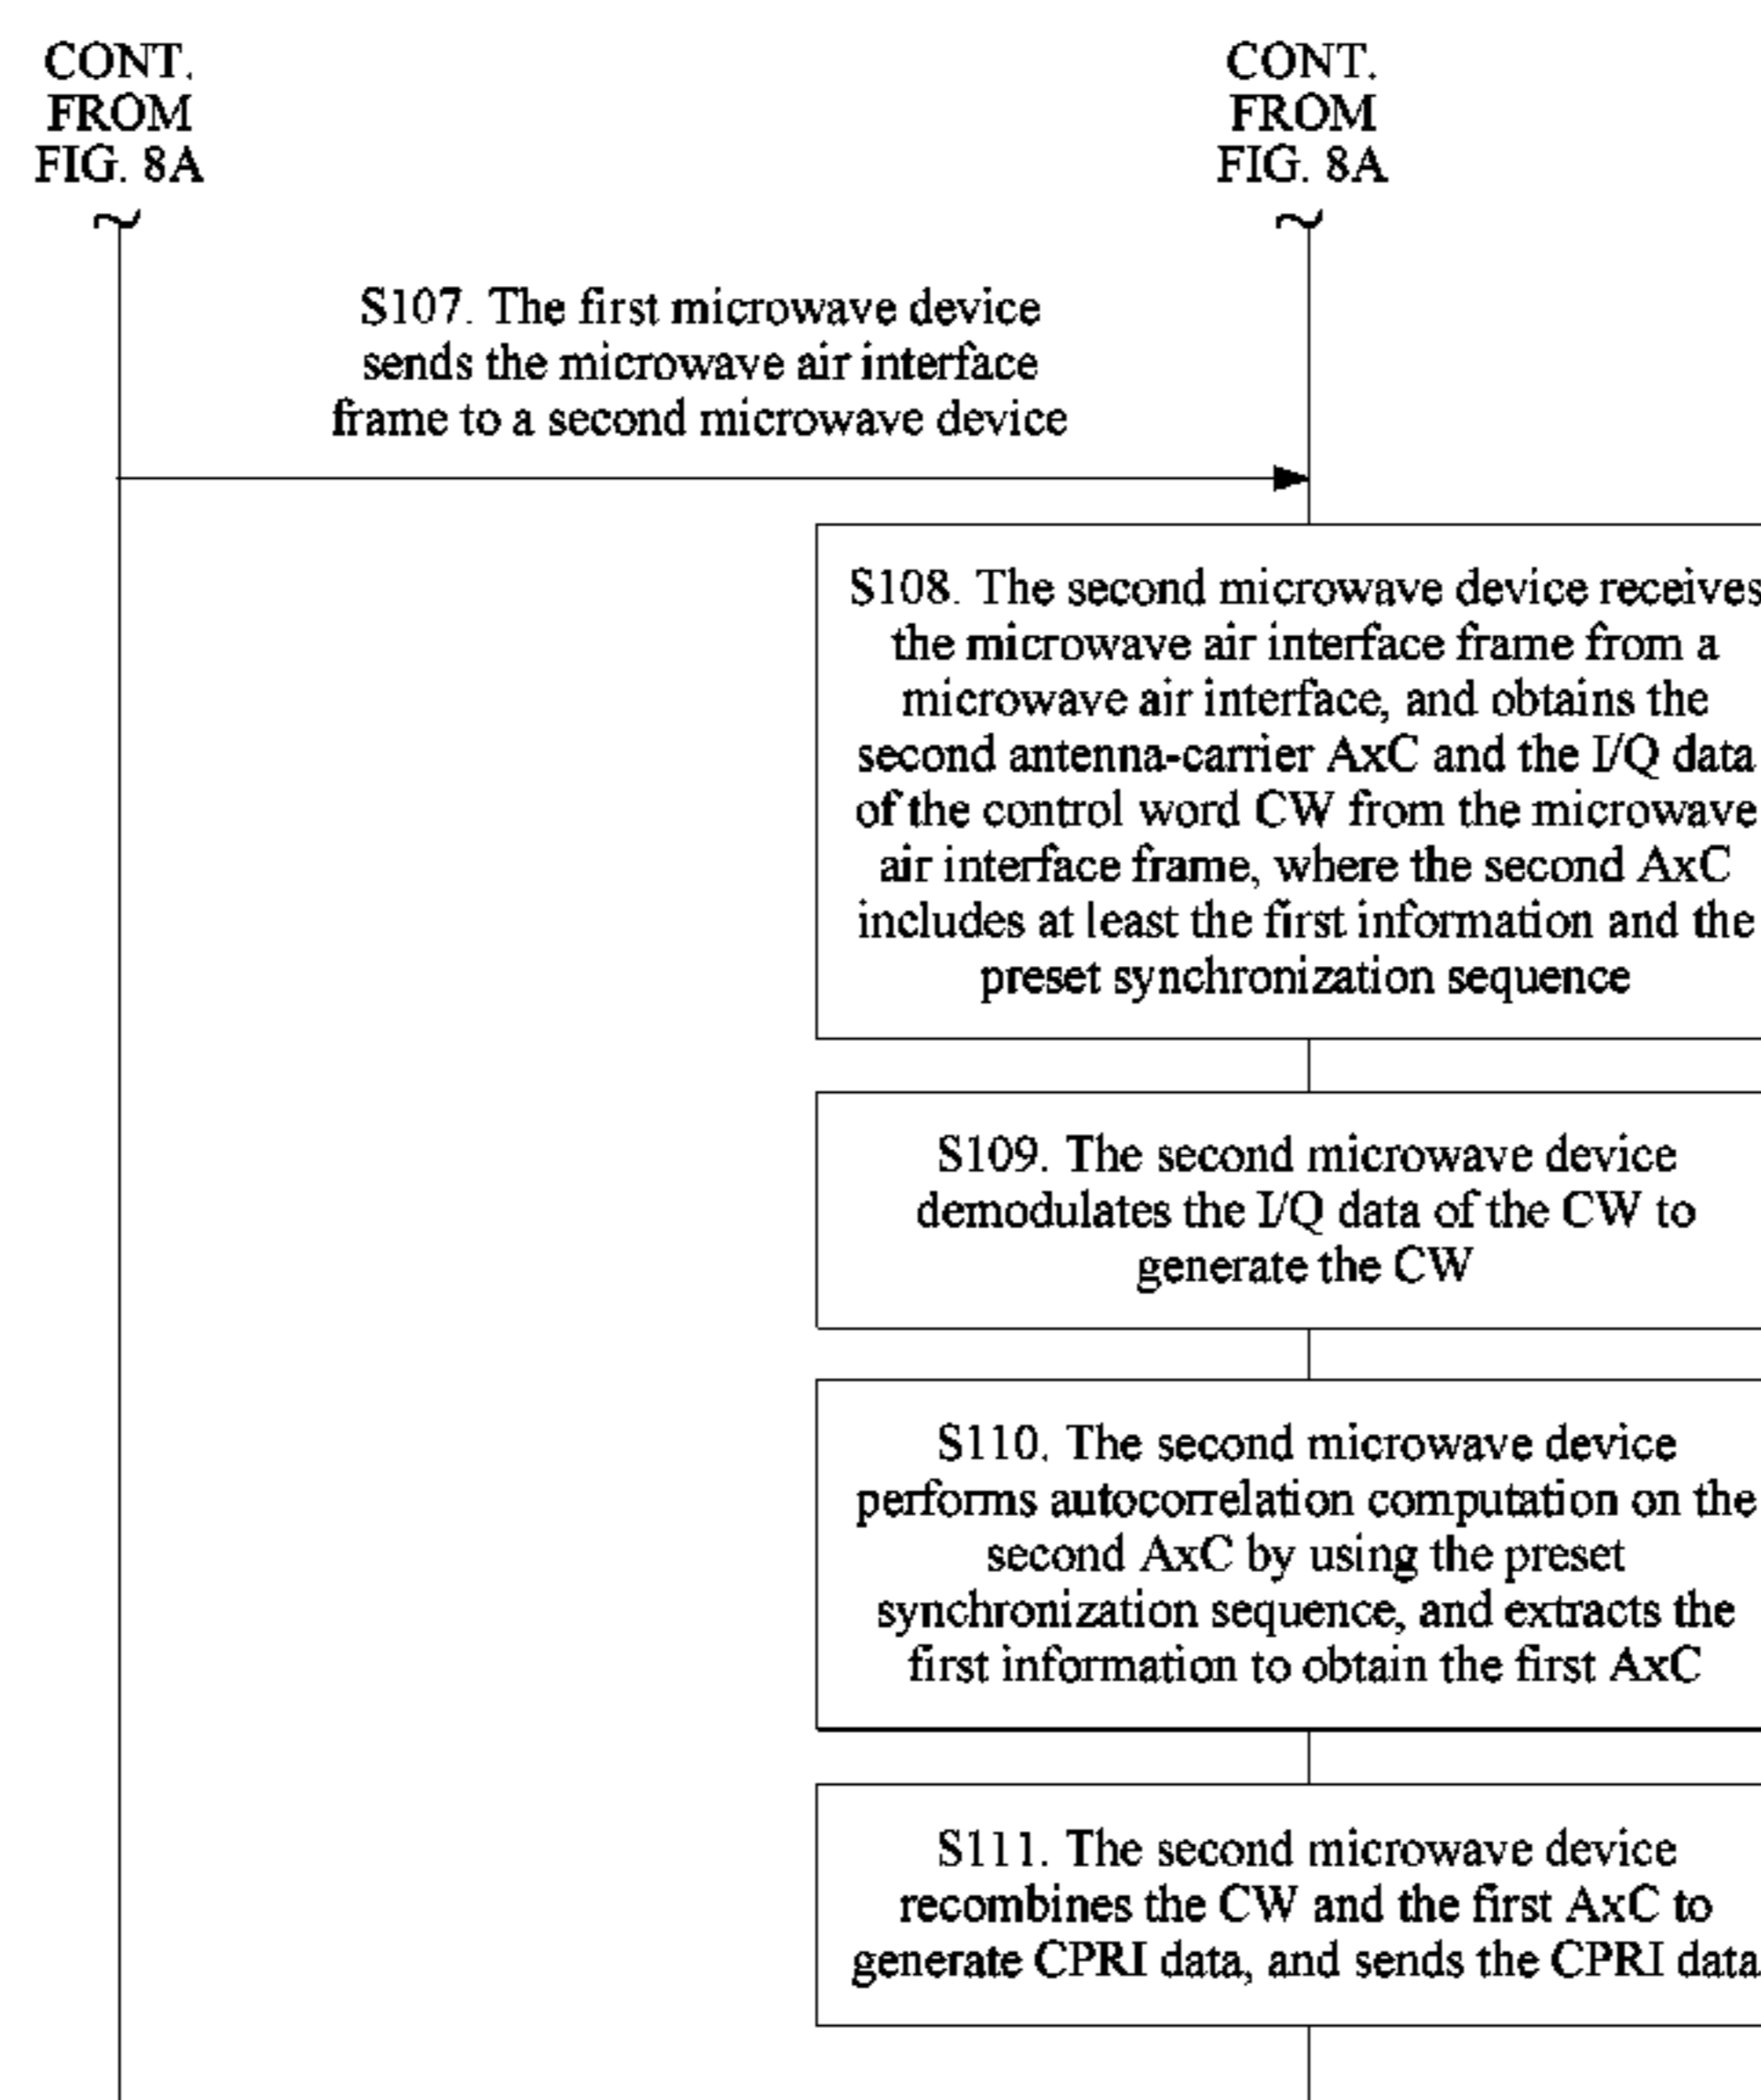 CONT.
FROM
FIG. 8A
CONT.
FROM
FIG. 8A
S107. The first microwave device
sends the microwave air interface
frame to a second microwave device
S108. The second microwave device receives
the microwave air interface frame from a
microwave air interface, and obtains the
second antenna-carrier AxC and the I/Q data
of the control word CW from the microwave
air interface frame, where the second AxC
includes at least the first information and the
preset synchronization sequence
S109. The second microwave device
demodulates the I/Q data of the CW to
generate the CW
S110. The second microwave device
performs autocorrelation computation on the
second AxC by using the preset
synchronization sequence, and extracts the
first information to obtain the first AxC
S111. The second microwave device
recombines the CW and the first AxC to
generate CPRI data, and sends the CPRI data